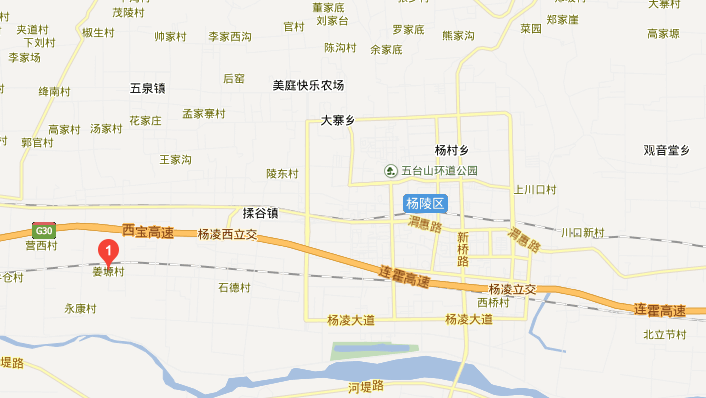 董家底
茂陵村
刘家台
大寨村
夹道村
椒生村
帅家村
李家西沟
官村
罗家底
熊家沟
菜园
郑家崖
高家塬
下刘村
李家场
陈沟村
余家底
后窑
绛南村
五泉镇
美庭快乐农场
孟家寨村
大寨乡
花家庄
高家村
汤家村
郭官村
王家沟
杨村乡
观音堂乡
陵东村
五台山环道公园
上川口村
杨陵区
揉谷镇
渭惠路
G30
西宝高速
杨凌西立交
新桥路
渭惠路
川口新村
营西村
1
姜嫄村
连霍高速
石德村
杨凌立交
西桥村
永康村
连霍高速
杨凌大道
杨凌大道
北立节村
堤路
河堤路